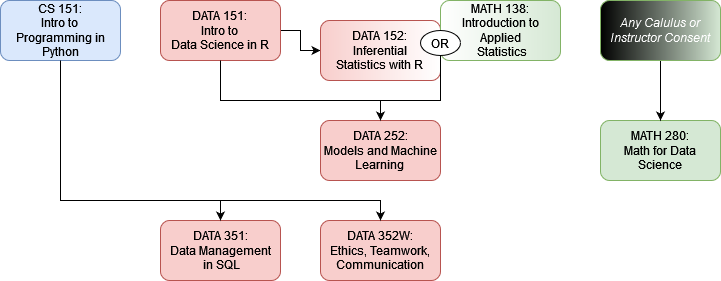 CS 151:
Intro to
Programming in
Python
DATA 151:
Intro to
Data Science in R
DATA 152:
Inferential
Statistics with R
OR
MATH 138:
Introduction to
Applied
Statistics
Any Calulus or
Instructor Consent
DATA 252:
Models and Machine
Learning
MATH 280:
Math for Data
Science
DATA 351:
Data Management
in SQL
DATA 352W:
Ethics, Teamwork,
Communication